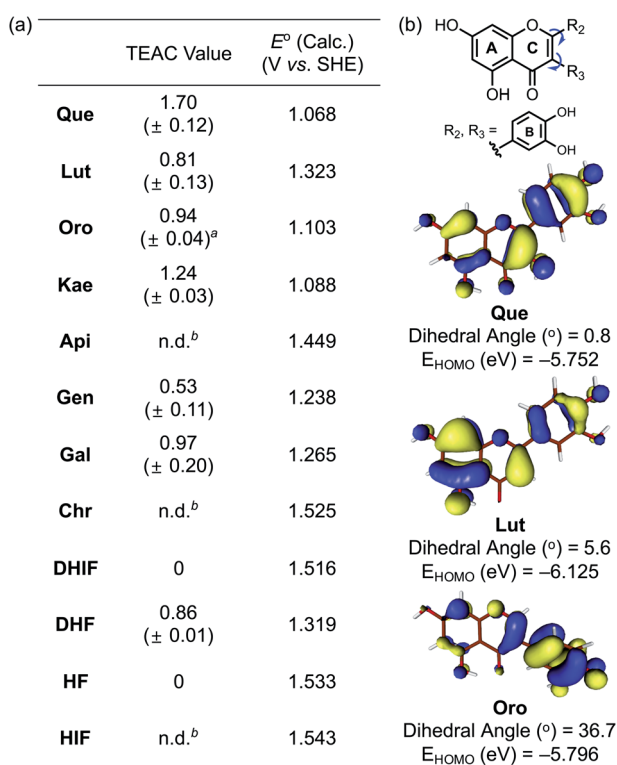 (a)
TEAC Value
Eº (Calc.)
(V vs. SHE)
Que
1.70
(± 0.12)
1.068
Lut
0.81
(± 0.13)
1.323
Oro
0.94
(± 0.04)ᵃ
1.103
Kae
1.24
(± 0.03)
1.088
Api
n.d.ᵇ
1.449
Gen
0.53
(± 0.11)
1.238
Gal
0.97
(± 0.20)
1.265
Chr
n.d.ᵇ
1.525
DHIF
0
1.516
DHF
0.86
(± 0.01)
1.319
HF
0
1.533
HIF
n.d.ᵇ
1.543
(b)
HO
O
R₂
A
C
R₃
OH
O
R₂, R₃ =
B
OH
OH
Que
Dihedral Angle (º) = 0.8
E_HOMO (eV) = –5.752
Lut
Dihedral Angle (º) = 5.6
E_HOMO (eV) = –6.125
Oro
Dihedral Angle (º) = 36.7
E_HOMO (eV) = –5.796